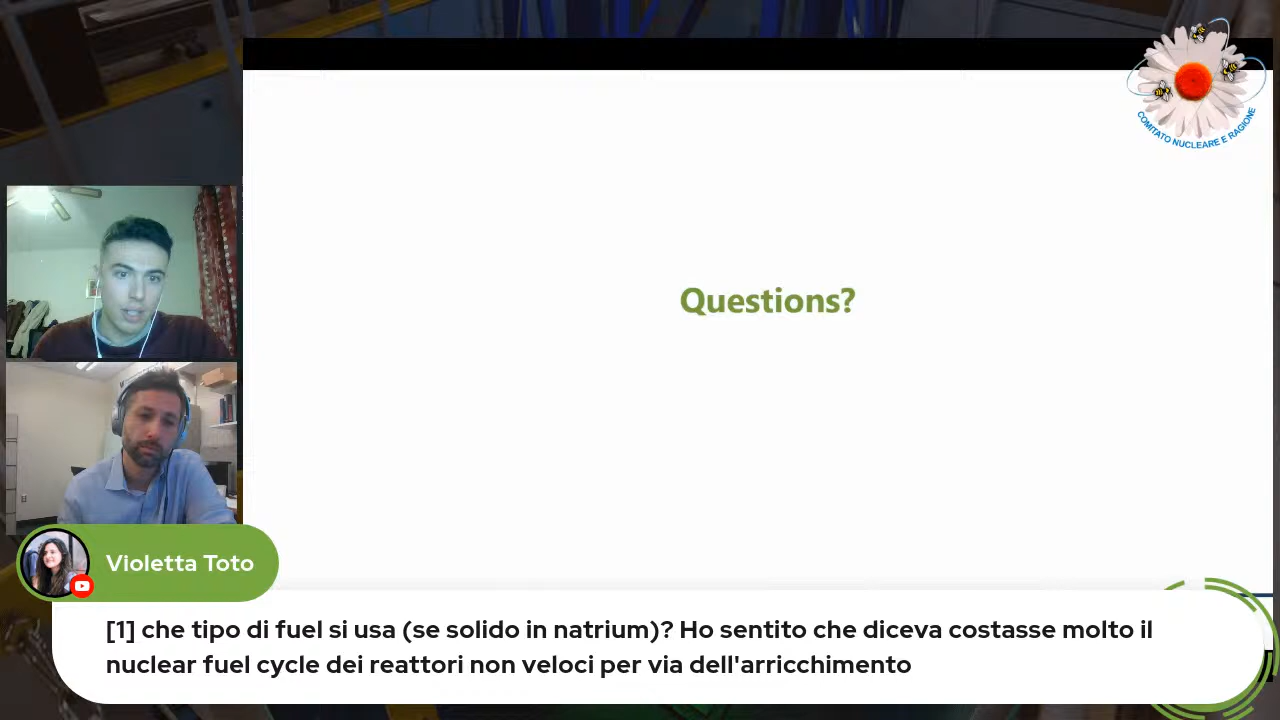 COMITATO NUCLEARE E RAGIONE
Questions?
Violetta Toto
[1] che tipo di fuel si usa (se solido in natrium)? Ho sentito che diceva costasse molto il
nuclear fuel cycle dei reattori non veloci per via dell'arricchimento